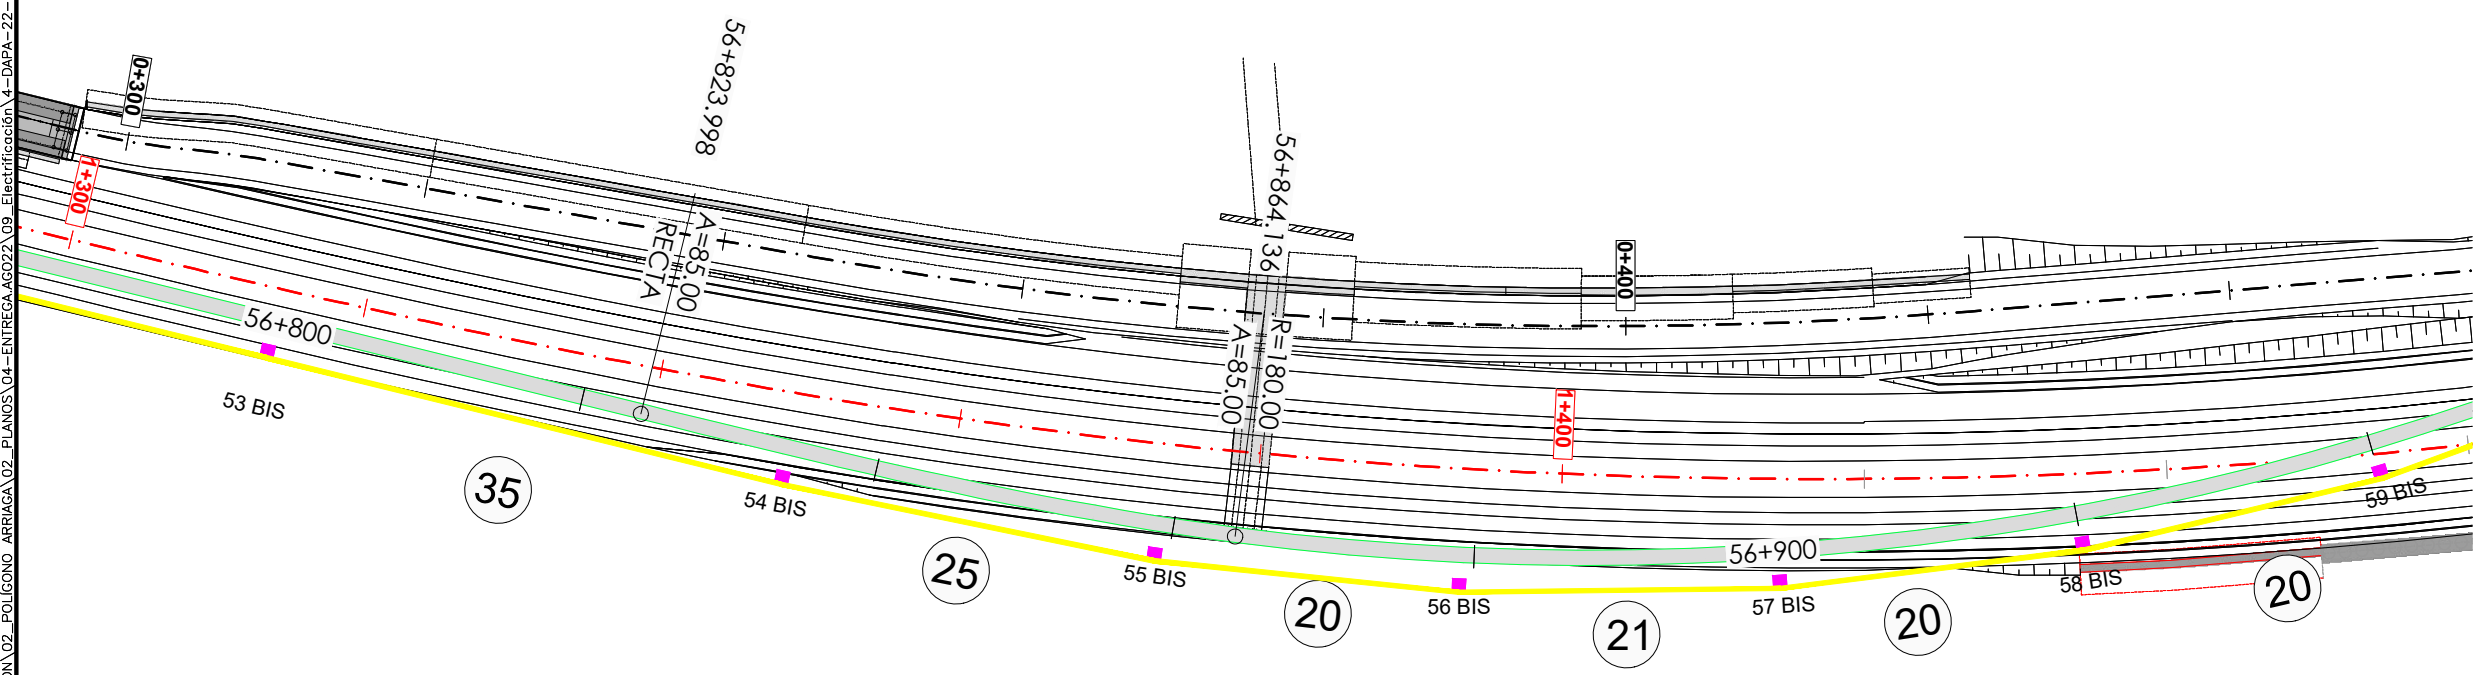 ON\02_POLÍGONO ARRIAGA\02_PLANOS\04-ENTREGA.AGO22\09_Electrificación\4-DAPA-22-
0+300
1+300
56+800
56+823.998
A=85.00
RECTA
56+864.136
R=180.00
A=85.00
0+400
1+400
56+900
53 BIS
35
54 BIS
25
55 BIS
20
56 BIS
21
57 BIS
20
58 BIS
20
59 BIS